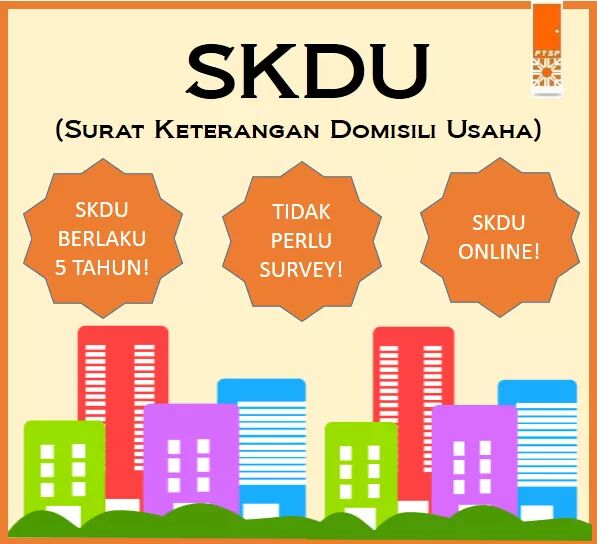 PTSP
SKDU
(Surat Keterangan Domisili Usaha)
SKDU
BERLAKU
5 TAHUN!
TIDAK
PERLU
SURVEY!
SKDU
ONLINE!